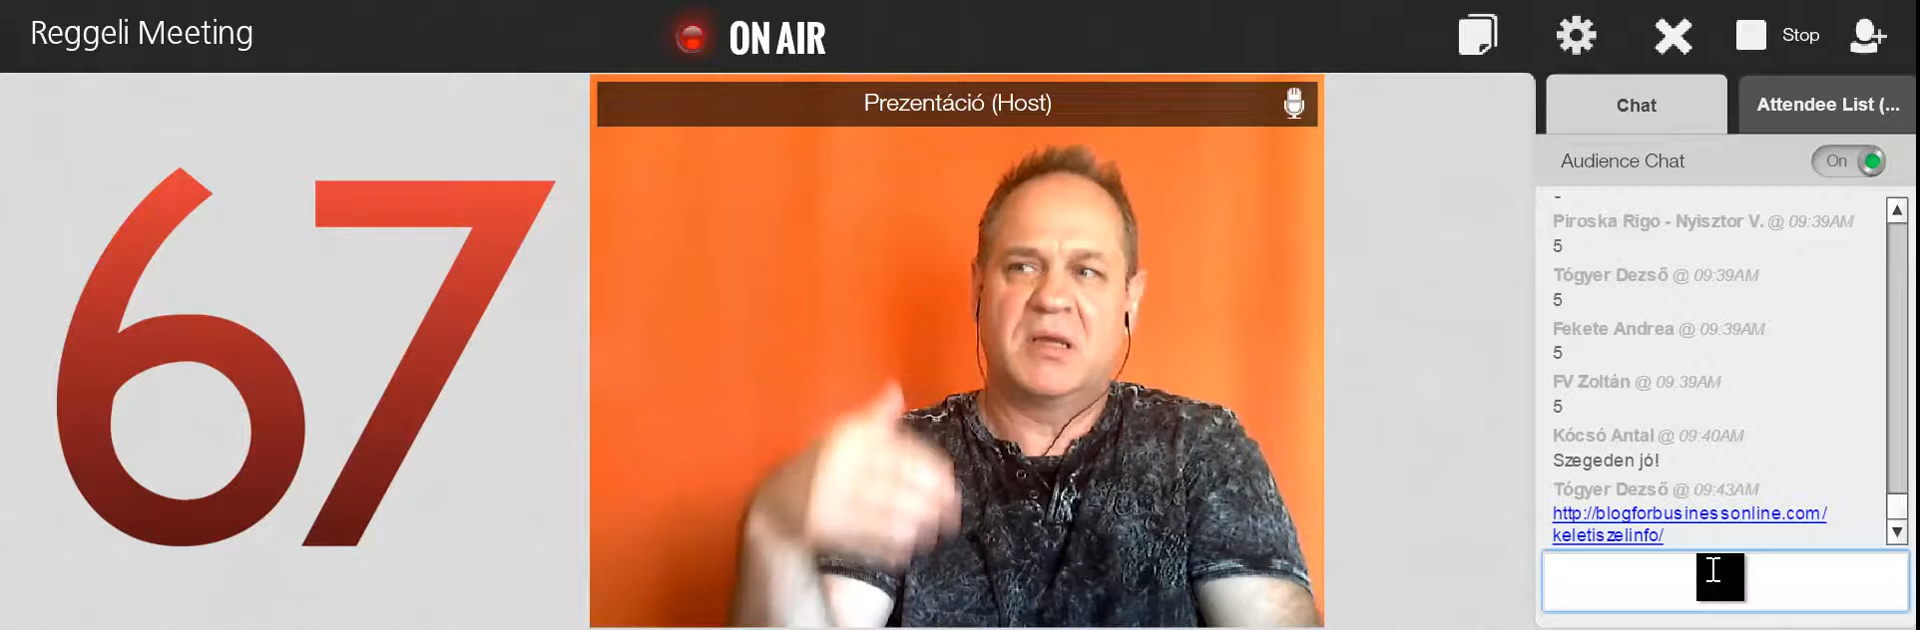 Reggeli Meeting
ON AIR
Stop
67
Prezentáció (Host)
Chat
Attendee List (...
Audience Chat
On
Piroska Rigo - Nyisztor V. @ 09:39AM
5
Tógyer Dezső @ 09:39AM
5
Fekete Andrea @ 09:39AM
5
FV Zoltán @ 09:39AM
5
Kócsó Antal @ 09:40AM
Szegeden jó!
Tógyer Dezső @ 09:43AM
http://blogforbusinessonline.com/
keletiszelinfo/